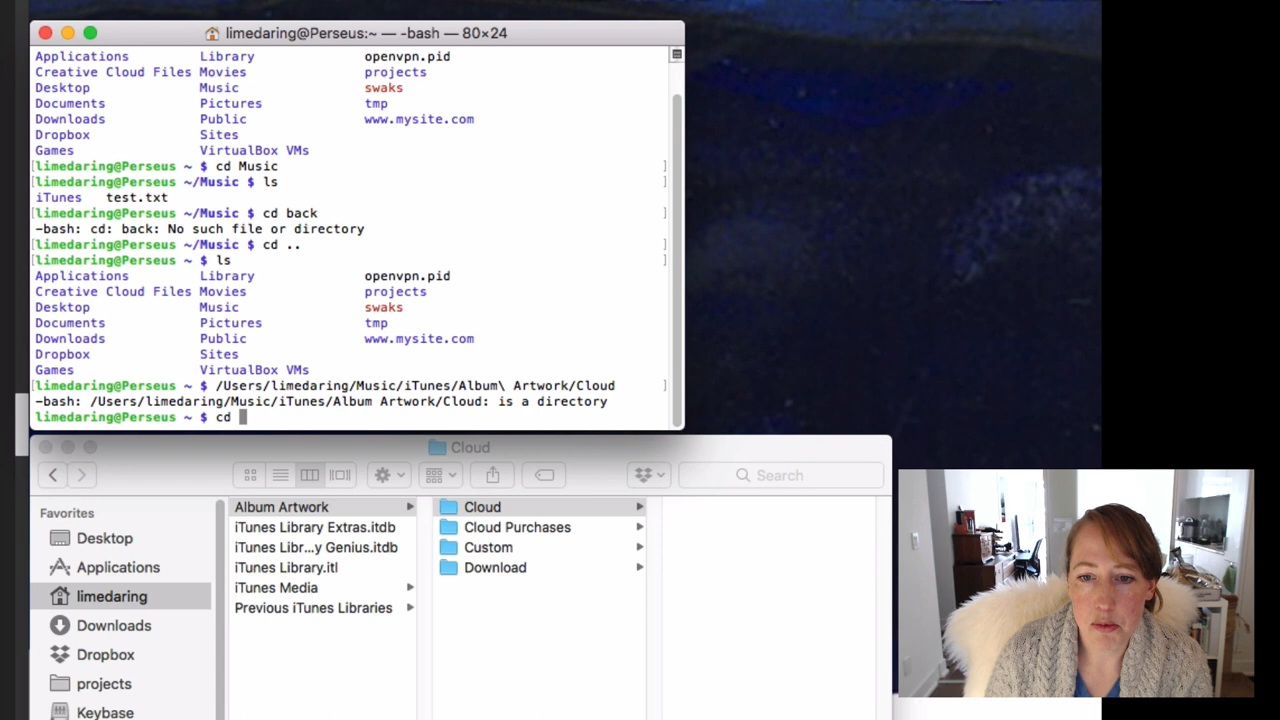 limedaring@Perseus:~ — -bash — 80×24
Applications Library openvpn.pid
Creative Cloud Files Movies projects
Desktop Music swaks
Documents Pictures tmp
Downloads Public www.mysite.com
Dropbox Sites
Games VirtualBox VMs
[limedaring@Perseus ~ $ cd Music ]
[limedaring@Perseus ~/Music $ ls ]
iTunes test.txt
[limedaring@Perseus ~/Music $ cd back ]
-bash: cd: back: No such file or directory
[limedaring@Perseus ~/Music $ cd .. ]
[limedaring@Perseus ~ $ ls ]
Applications Library openvpn.pid
Creative Cloud Files Movies projects
Desktop Music swaks
Documents Pictures tmp
Downloads Public www.mysite.com
Dropbox Sites
Games VirtualBox VMs
[limedaring@Perseus ~ $ /Users/limedaring/Music/iTunes/Album\ Artwork/Cloud ]
-bash: /Users/limedaring/Music/iTunes/Album Artwork/Cloud: is a directory
limedaring@Perseus ~ $ cd
Cloud
Search
Favorites
Desktop
Applications
limedaring
Downloads
Dropbox
projects
Keybase
Album Artwork
iTunes Library Extras.itdb
iTunes Libr...y Genius.itdb
iTunes Library.itl
iTunes Media
Previous iTunes Libraries
Cloud
Cloud Purchases
Custom
Download